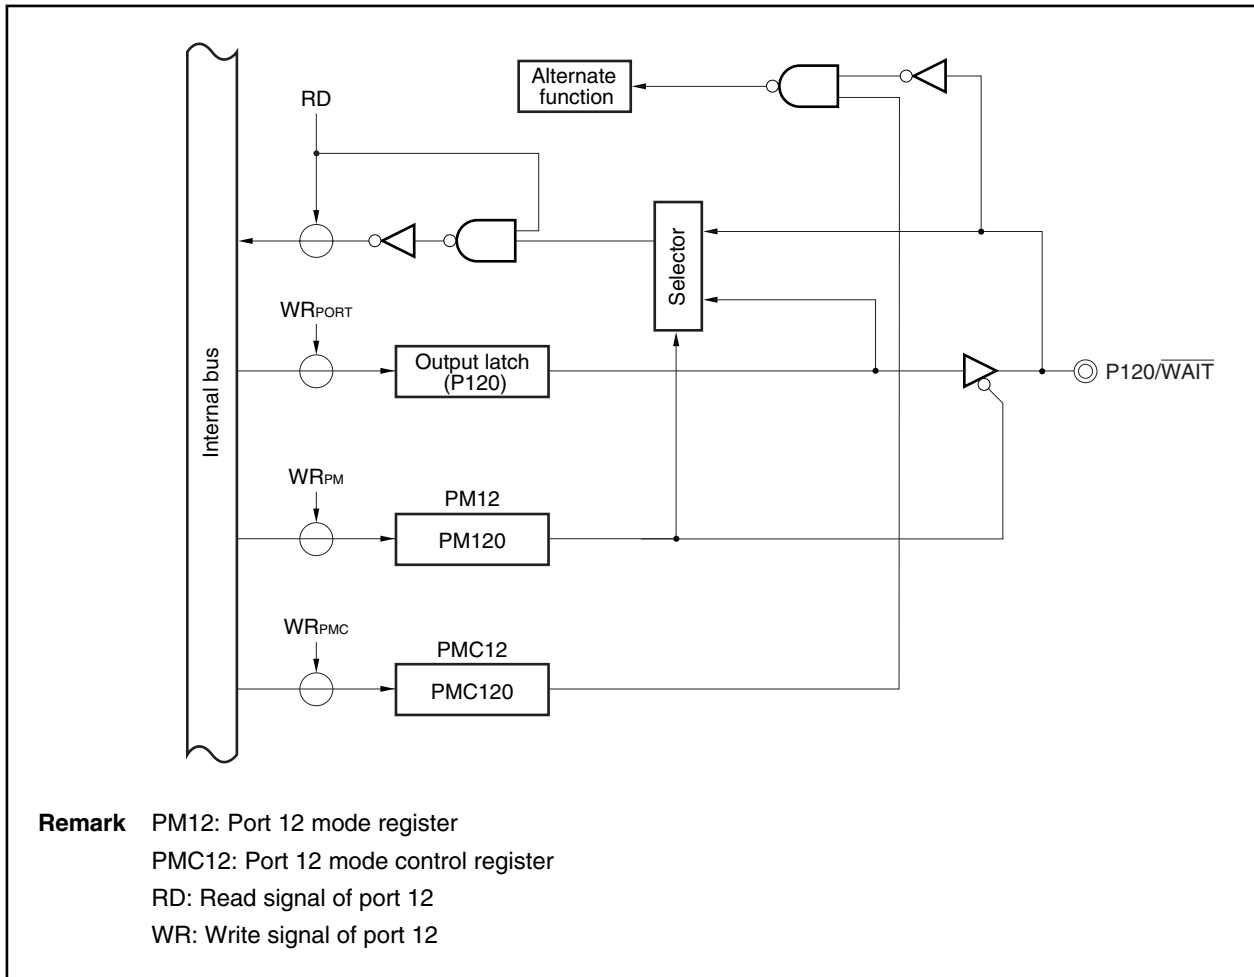 Alternate
function
RD
Selector
WRPORT
Output latch
(P120)
P120/WAIT
Internal bus
WRPM
PM12
PM120
WRPMC
PMC12
PMC120
Remark PM12: Port 12 mode register
PMC12: Port 12 mode control register
RD: Read signal of port 12
WR: Write signal of port 12